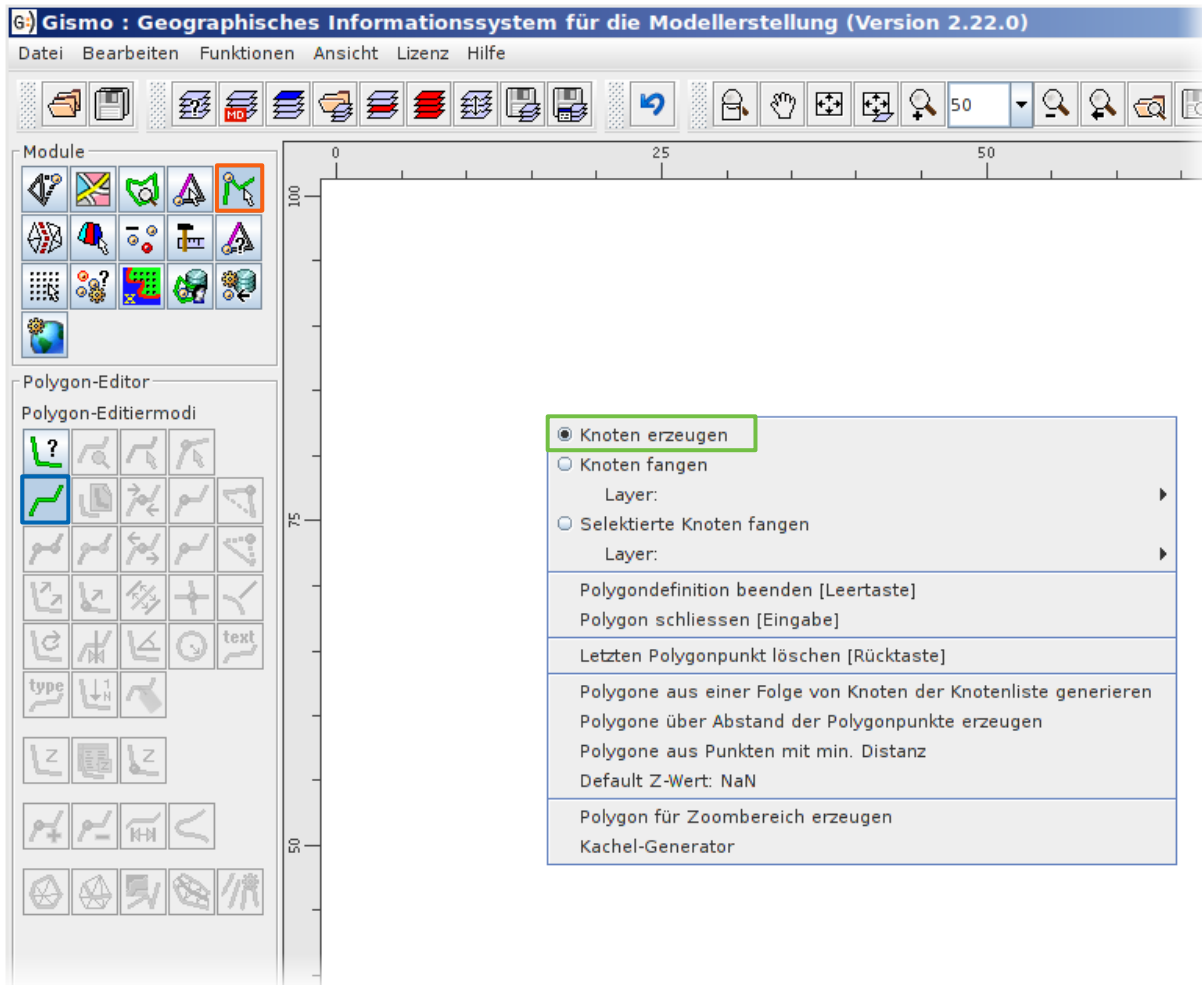 Gismo : Geographisches Informationssystem für die Modellerstellung (Version 2.22.0)
Datei Bearbeiten Funktionen Ansicht Lizenz Hilfe
? MD 50
Module
0 25 50
100
75
50
Polygon-Editor
Polygon-Editiermodi
?
text
type 1 N
Z Z Z
Knoten erzeugen
Knoten fangen
Layer:
Selektierte Knoten fangen
Layer:
Polygondefinition beenden [Leertaste]
Polygon schliessen [Eingabe]
Letzten Polygonpunkt löschen [Rücktaste]
Polygone aus einer Folge von Knoten der Knotenliste generieren
Polygone über Abstand der Polygonpunkte erzeugen
Polygone aus Punkten mit min. Distanz
Default Z-Wert: NaN
Polygon für Zoombereich erzeugen
Kachel-Generator